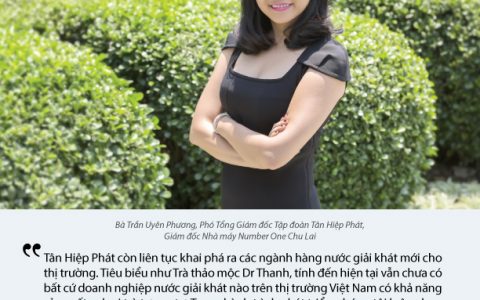 Bà Trần Uyên Phương, Phó Tổng Giám đốc Tập đoàn Tân Hiệp Phát,
Giám đốc Nhà máy Number One Chu Lai
“ Tân Hiệp Phát còn liên tục khai phá ra các ngành hàng nước giải khát mới cho
thị trường. Tiêu biểu như Trà thảo mộc Dr Thanh, tính đến hiện tại vẫn chưa có
bất cứ doanh nghiệp nước giải khát nào trên thị trường Việt Nam có khả năng